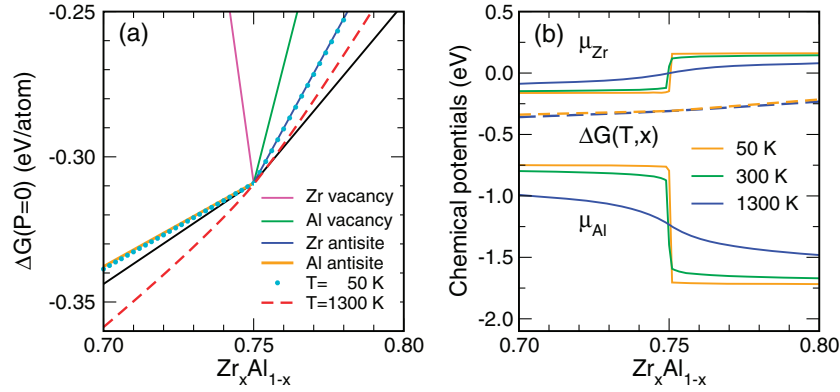 (a)
ΔG(P=0) (eV/atom)
-0.25
-0.30
-0.35
Zr vacancy
Al vacancy
Zr antisite
Al antisite
T= 50 K
T=1300 K
0.70
0.75
0.80
ZrₓAl₁₋ₓ
(b)
Chemical potentials (eV)
0.5
0.0
-0.5
-1.0
-1.5
-2.0
μZr
ΔG(T,x)
μAl
50 K
300 K
1300 K
0.70
0.75
0.80
ZrₓAl₁₋ₓ